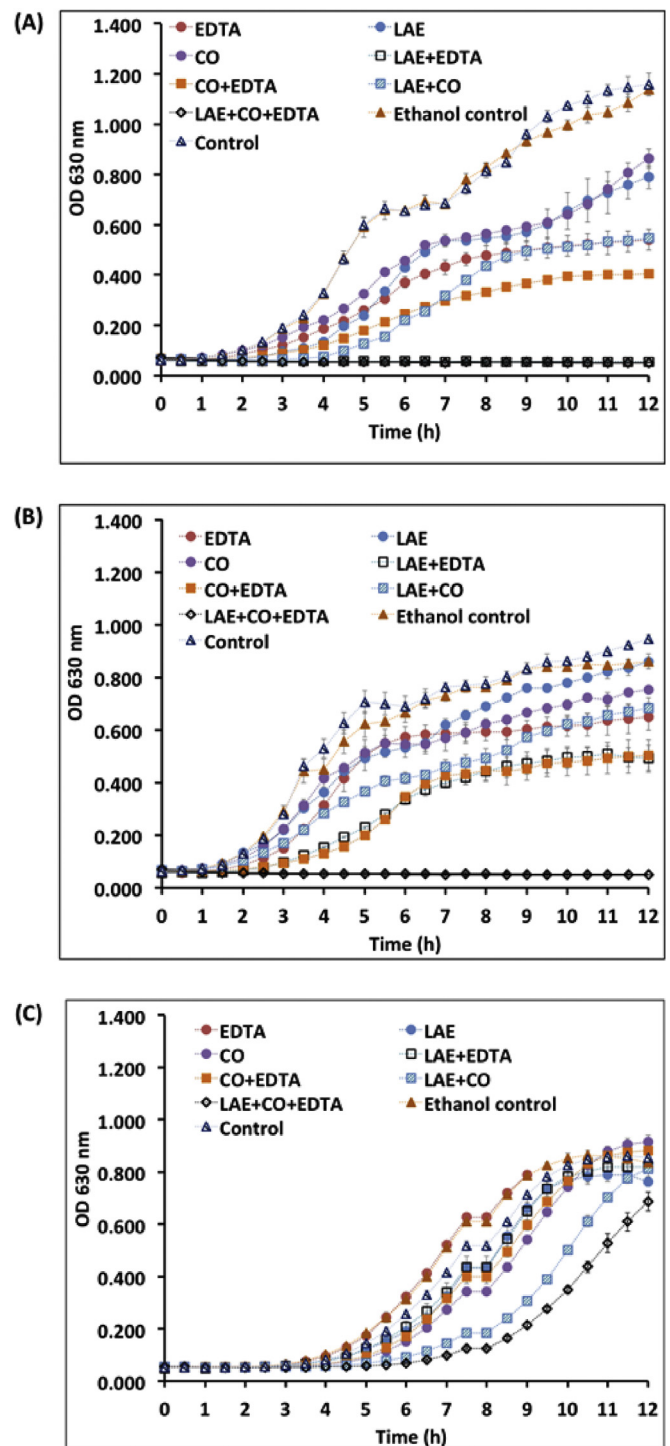 (A)
EDTA LAE
CO LAE+EDTA
CO+EDTA LAE+CO
LAE+CO+EDTA Ethanol control
Control
OD 630 nm
1.400
1.200
1.000
0.800
0.600
0.400
0.200
0.000
0 1 2 3 4 5 6 7 8 9 10 11 12
Time (h)
(B)
EDTA LAE
CO LAE+EDTA
CO+EDTA LAE+CO
LAE+CO+EDTA Ethanol control
Control
OD 630 nm
1.400
1.200
1.000
0.800
0.600
0.400
0.200
0.000
0 1 2 3 4 5 6 7 8 9 10 11 12
Time (h)
(C)
EDTA LAE
CO LAE+EDTA
CO+EDTA LAE+CO
LAE+CO+EDTA Ethanol control
Control
OD 630 nm
1.400
1.200
1.000
0.800
0.600
0.400
0.200
0.000
0 1 2 3 4 5 6 7 8 9 10 11 12
Time (h)